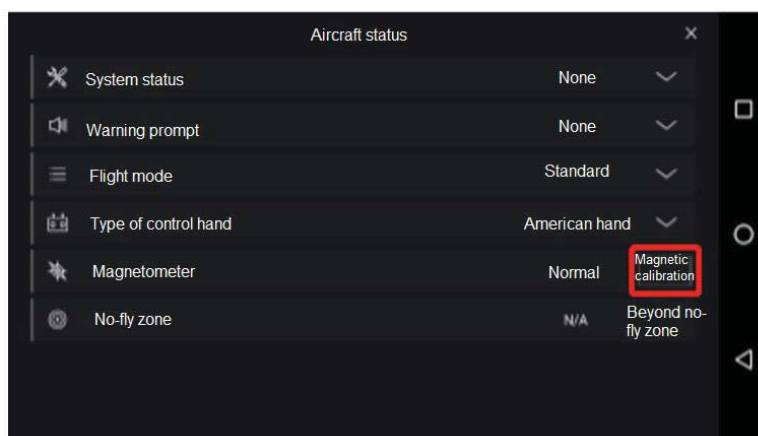 Aircraft status ×
System status None
Warning prompt None
Flight mode Standard
Type of control hand American hand
Magnetometer Normal Magnetic
calibration
No-fly zone N/A Beyond no-
fly zone